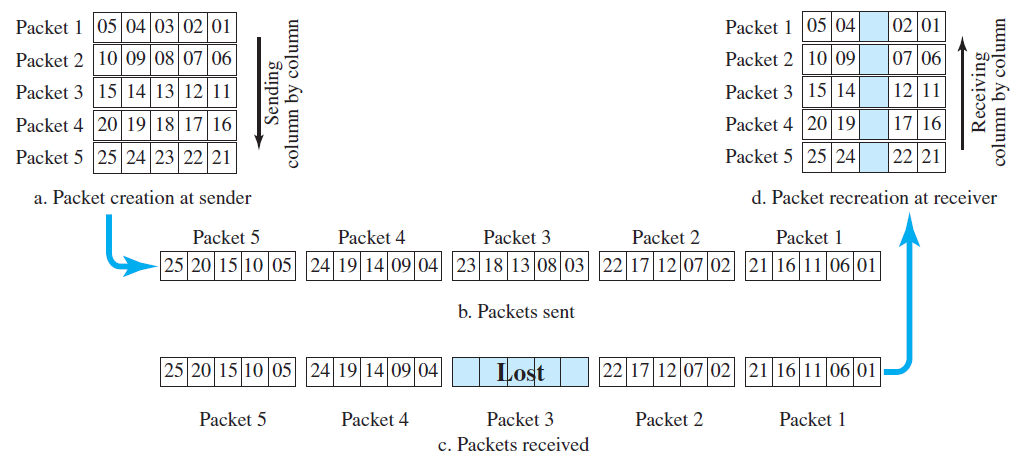 Packet 1 05 04 03 02 01
Packet 2 10 09 08 07 06
Packet 3 15 14 13 12 11
Packet 4 20 19 18 17 16
Packet 5 25 24 23 22 21
Sending
column by column
a. Packet creation at sender
Packet 1 05 04 02 01
Packet 2 10 09 07 06
Packet 3 15 14 12 11
Packet 4 20 19 17 16
Packet 5 25 24 22 21
Receiving
column by column
d. Packet recreation at receiver
Packet 5 Packet 4 Packet 3 Packet 2 Packet 1
25 20 15 10 05 24 19 14 09 04 23 18 13 08 03 22 17 12 07 02 21 16 11 06 01
b. Packets sent
25 20 15 10 05 24 19 14 09 04 Lost 22 17 12 07 02 21 16 11 06 01
Packet 5 Packet 4 Packet 3 Packet 2 Packet 1
c. Packets received